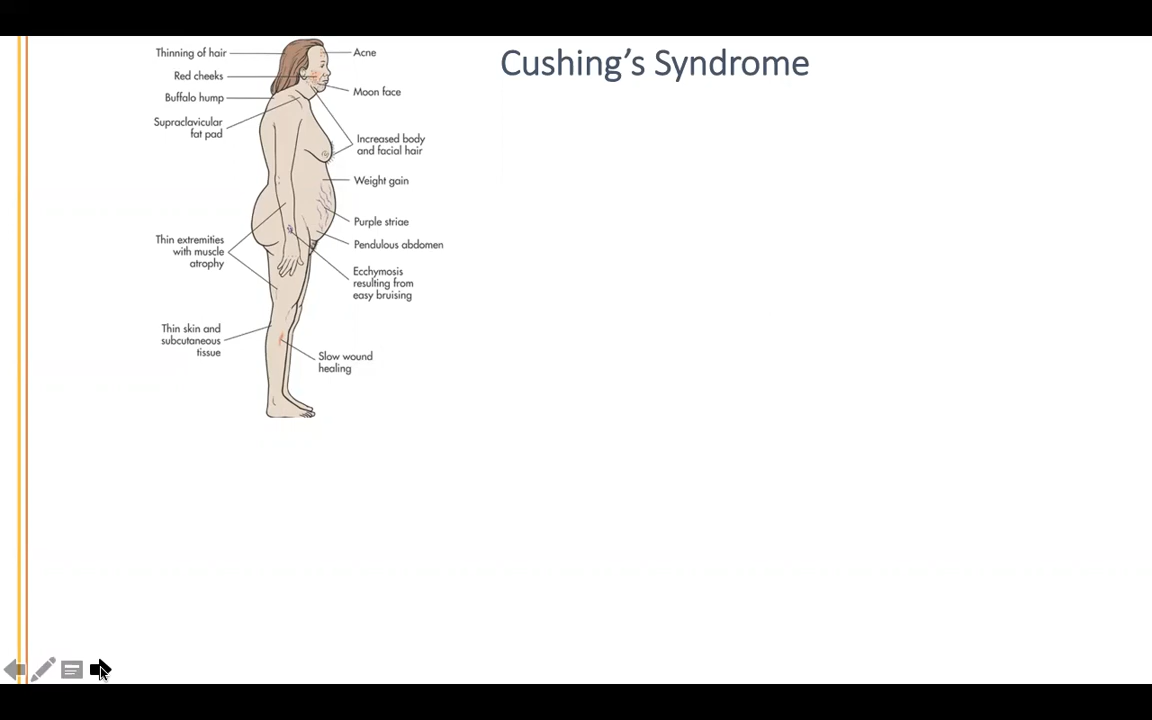 Cushing’s Syndrome
Thinning of hair
Red cheeks
Buffalo hump
Supraclavicular
fat pad
Thin extremities
with muscle
atrophy
Thin skin and
subcutaneous
tissue
Acne
Moon face
Increased body
and facial hair
Weight gain
Purple striae
Pendulous abdomen
Ecchymosis
resulting from
easy bruising
Slow wound
healing